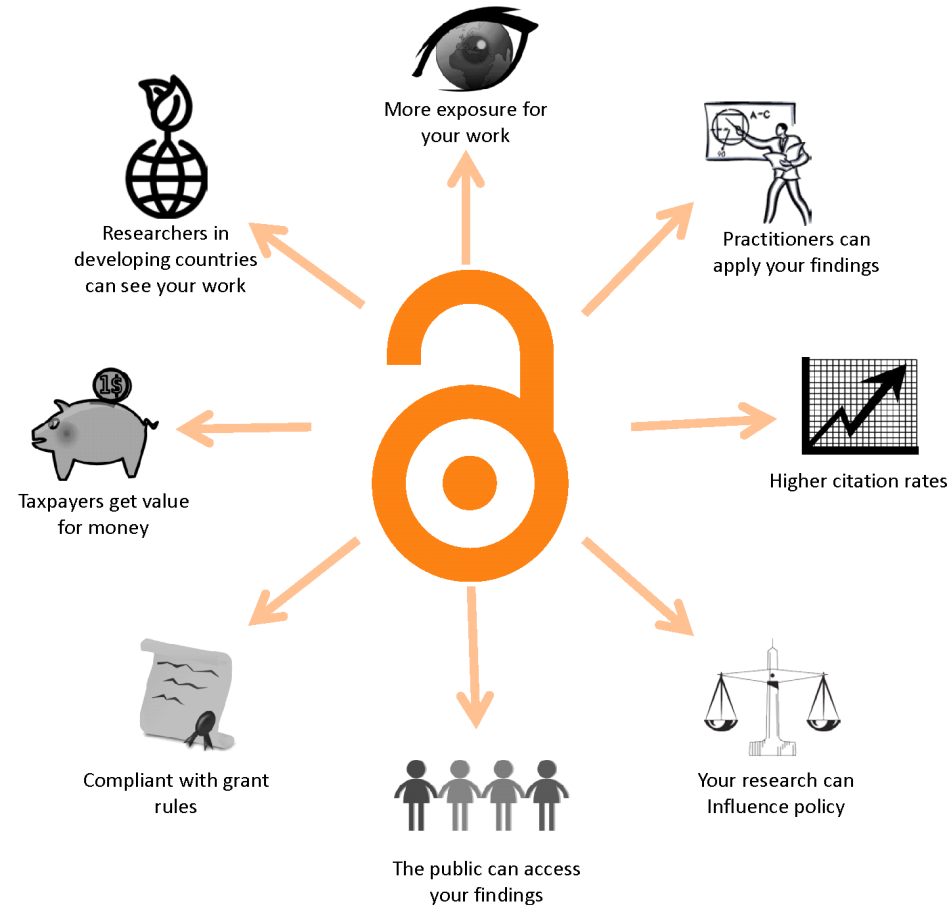 More exposure for
your work
A-C
90
Practitioners can
apply your findings
Higher citation rates
Your research can
Influence policy
The public can access
your findings
Compliant with grant
rules
1$
Taxpayers get value
for money
Researchers in
developing countries
can see your work